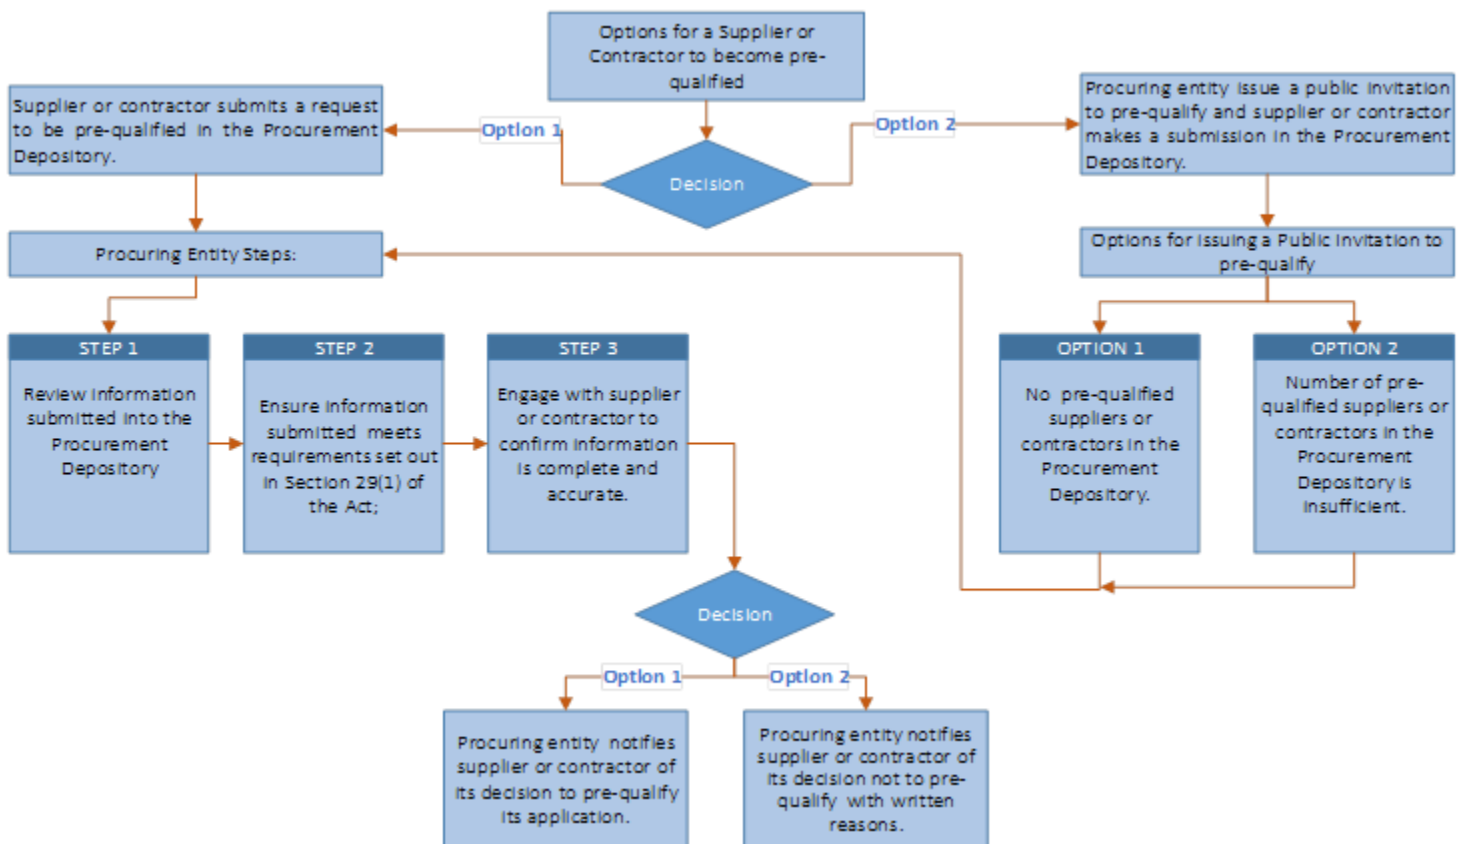 Options for a Supplier or
Contractor to become pre-
qualified
Supplier or contractor submits a request
to be pre-qualified in the Procurement
Depository.
Option 1
Decision
Option 2
Procuring entity issue a public invitation
to pre-qualify and supplier or contractor
makes a submission in the Procurement
Depository.
Procuring Entity Steps:
Options for issuing a Public Invitation to
pre-qualify
STEP 1
Review information
submitted into the
Procurement
Depository
STEP 2
Ensure information
submitted meets
requirements set out
in Section 29(1) of
the Act;
STEP 3
Engage with supplier
or contractor to
confirm information
is complete and
accurate.
OPTION 1
No pre-qualified
suppliers or
contractors in the
Procurement
Depository.
OPTION 2
Number of pre-
qualified suppliers or
contractors in the
Procurement
Depository is
insufficient.
Decision
Option 1
Option 2
Procuring entity notifies
supplier or contractor of
its decision to pre-qualify
its application.
Procuring entity notifies
supplier or contractor of
its decision not to pre-
qualify with written
reasons.